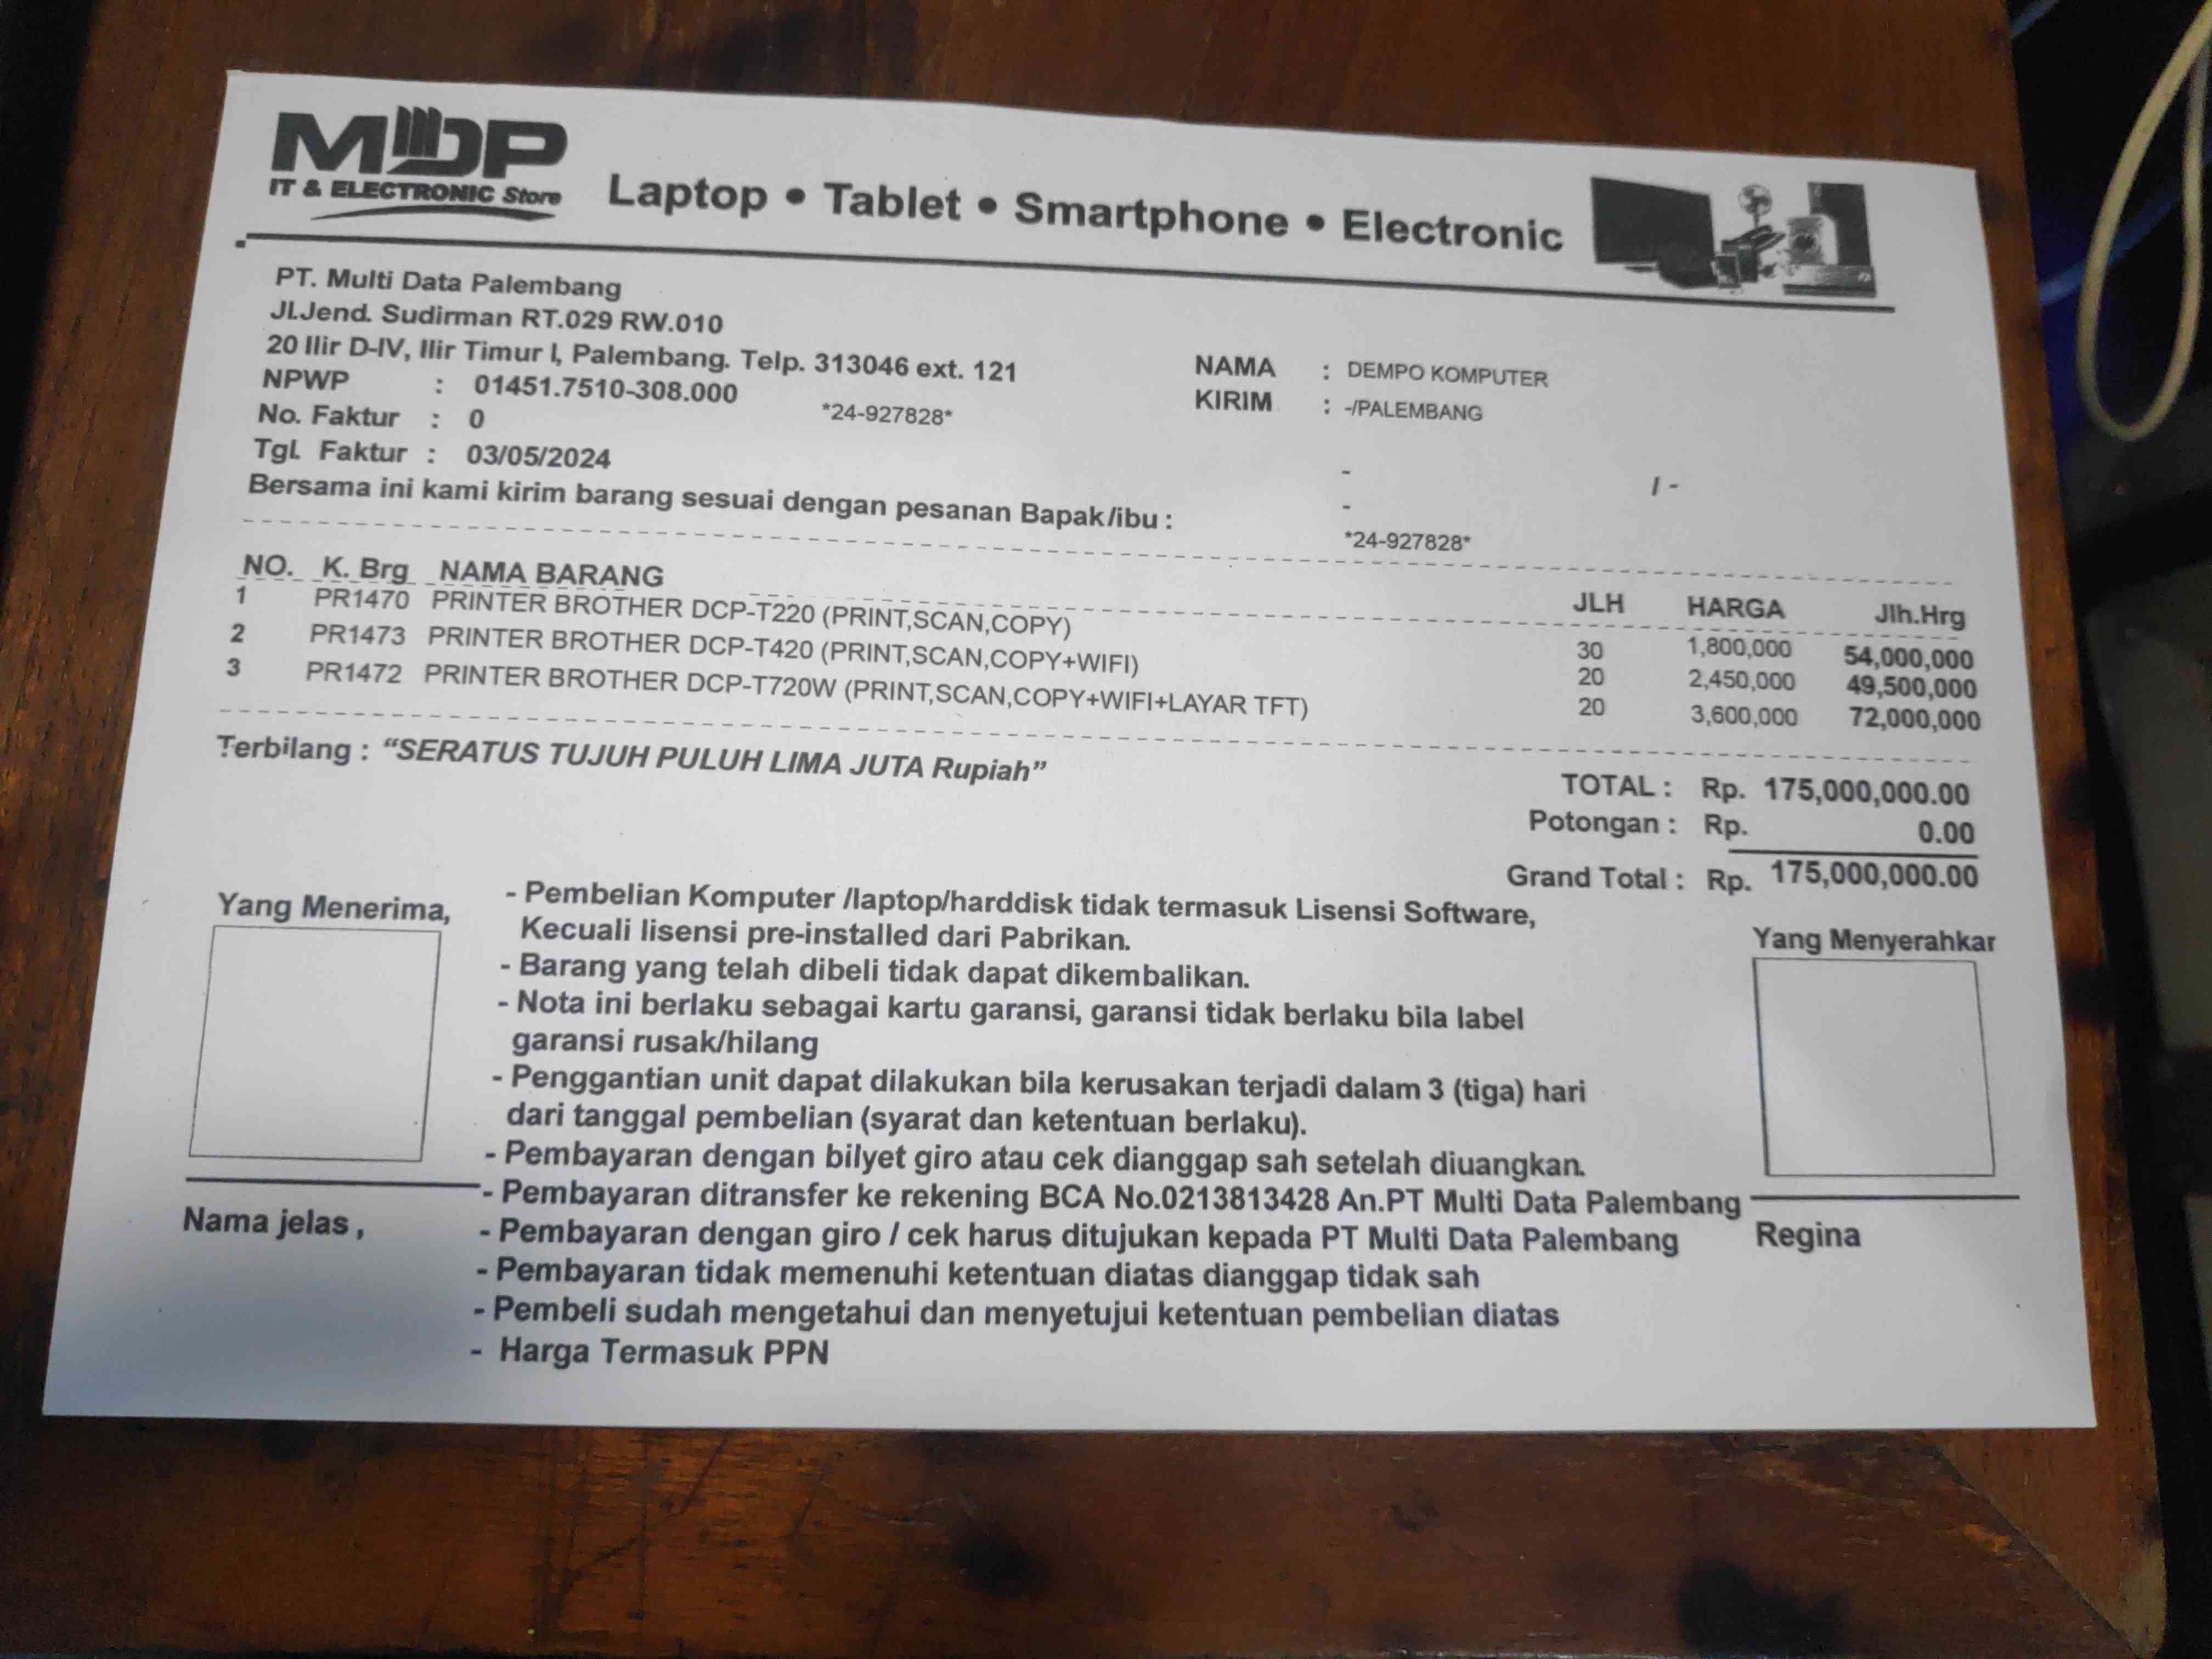 MDP
IT & ELECTRONIC Store
Laptop • Tablet • Smartphone • Electronic
PT. Multi Data Palembang
Jl.Jend. Sudirman RT.029 RW.010
20 Ilir D-IV, Ilir Timur I, Palembang. Telp. 313046 ext. 121
NPWP : 01451.7510-308.000
No. Faktur : 0 *24-927828*
Tgl. Faktur : 03/05/2024
Bersama ini kami kirim barang sesuai dengan pesanan Bapak/ibu :
NAMA : DEMPO KOMPUTER
KIRIM : -/PALEMBANG
- / -
-
*24-927828*
NO. K. Brg NAMA BARANG JLH HARGA Jlh.Hrg
1 PR1470 PRINTER BROTHER DCP-T220 (PRINT,SCAN,COPY) 30 1,800,000 54,000,000
2 PR1473 PRINTER BROTHER DCP-T420 (PRINT,SCAN,COPY+WIFI) 20 2,450,000 49,500,000
3 PR1472 PRINTER BROTHER DCP-T720W (PRINT,SCAN,COPY+WIFI+LAYAR TFT) 20 3,600,000 72,000,000
Terbilang : “SERATUS TUJUH PULUH LIMA JUTA Rupiah”
TOTAL : Rp. 175,000,000.00
Potongan : Rp. 0.00
Grand Total : Rp. 175,000,000.00
Yang Menerima,
- Pembelian Komputer /laptop/harddisk tidak termasuk Lisensi Software,
Kecuali lisensi pre-installed dari Pabrikan.
- Barang yang telah dibeli tidak dapat dikembalikan.
- Nota ini berlaku sebagai kartu garansi, garansi tidak berlaku bila label
garansi rusak/hilang
- Penggantian unit dapat dilakukan bila kerusakan terjadi dalam 3 (tiga) hari
dari tanggal pembelian (syarat dan ketentuan berlaku).
- Pembayaran dengan bilyet giro atau cek dianggap sah setelah diuangkan.
- Pembayaran ditransfer ke rekening BCA No.0213813428 An.PT Multi Data Palembang
- Pembayaran dengan giro / cek harus ditujukan kepada PT Multi Data Palembang
- Pembayaran tidak memenuhi ketentuan diatas dianggap tidak sah
- Pembeli sudah mengetahui dan menyetujui ketentuan pembelian diatas
- Harga Termasuk PPN
Nama jelas ,
Yang Menyerahkar
Regina